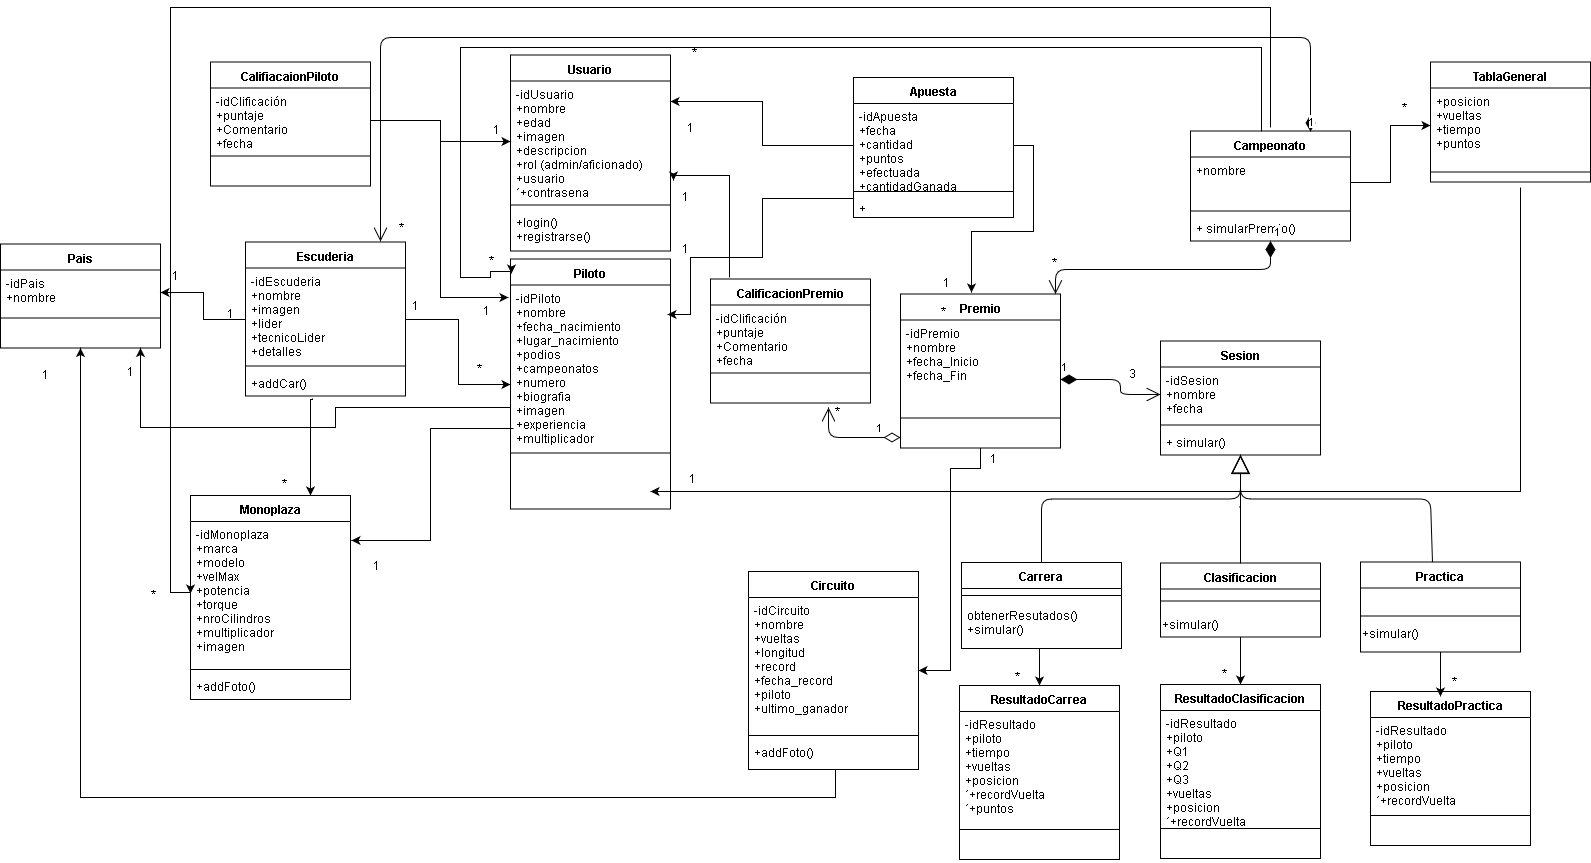 CalifiacaionPiloto
-idClificación
+puntaje
+Comentario
+fecha
Usuario
-idUsuario
+nombre
+edad
+imagen
+descripcion
+rol (admin/aficionado)
+usuario
´+contrasena
+login()
+registrarse()
Apuesta
-idApuesta
+fecha
+cantidad
+puntos
+efectuada
+cantidadGanada
+
Campeonato
+nombre
+ simularPremio()
TablaGeneral
+posicion
+vueltas
+tiempo
+puntos
Pais
-idPais
+nombre
Escuderia
-idEscuderia
+nombre
+imagen
+lider
+tecnicoLider
+detalles
+addCar()
Piloto
-idPiloto
+nombre
+fecha_nacimiento
+lugar_nacimiento
+podios
+campeonatos
+numero
+biografia
+imagen
+experiencia
+multiplicador
CalificacionPremio
-idClificación
+puntaje
+Comentario
+fecha
* Premio
-idPremio
+nombre
+fecha_Inicio
+fecha_Fin
Sesion
-idSesion
+nombre
+fecha
+ simular()
Monoplaza
-idMonoplaza
+marca
+modelo
+velMax
+potencia
+torque
+nroCilindros
+multiplicador
+imagen
+addFoto()
Circuito
-idCircuito
+nombre
+vueltas
+longitud
+record
+fecha_record
+piloto
+ultimo_ganador
+addFoto()
Carrera
obtenerResutados()
+simular()
Clasificacion
+simular()
Practica
+simular()
ResultadoCarrea
-idResultado
+piloto
+tiempo
+vueltas
+posicion
´+recordVuelta
´+puntos
ResultadoClasificacion
-idResultado
+piloto
+Q1
+Q2
+Q3
+vueltas
+posicion
´+recordVuelta
ResultadoPractica
-idResultado
+piloto
+tiempo
+vueltas
+posicion
´+recordVuelta
*
*
1
1
1
*
1
1
1
*
1
*
1
1
1
1
1
*
1
3
*
1
1
1
*
1
1
*
1
*
*
*
*